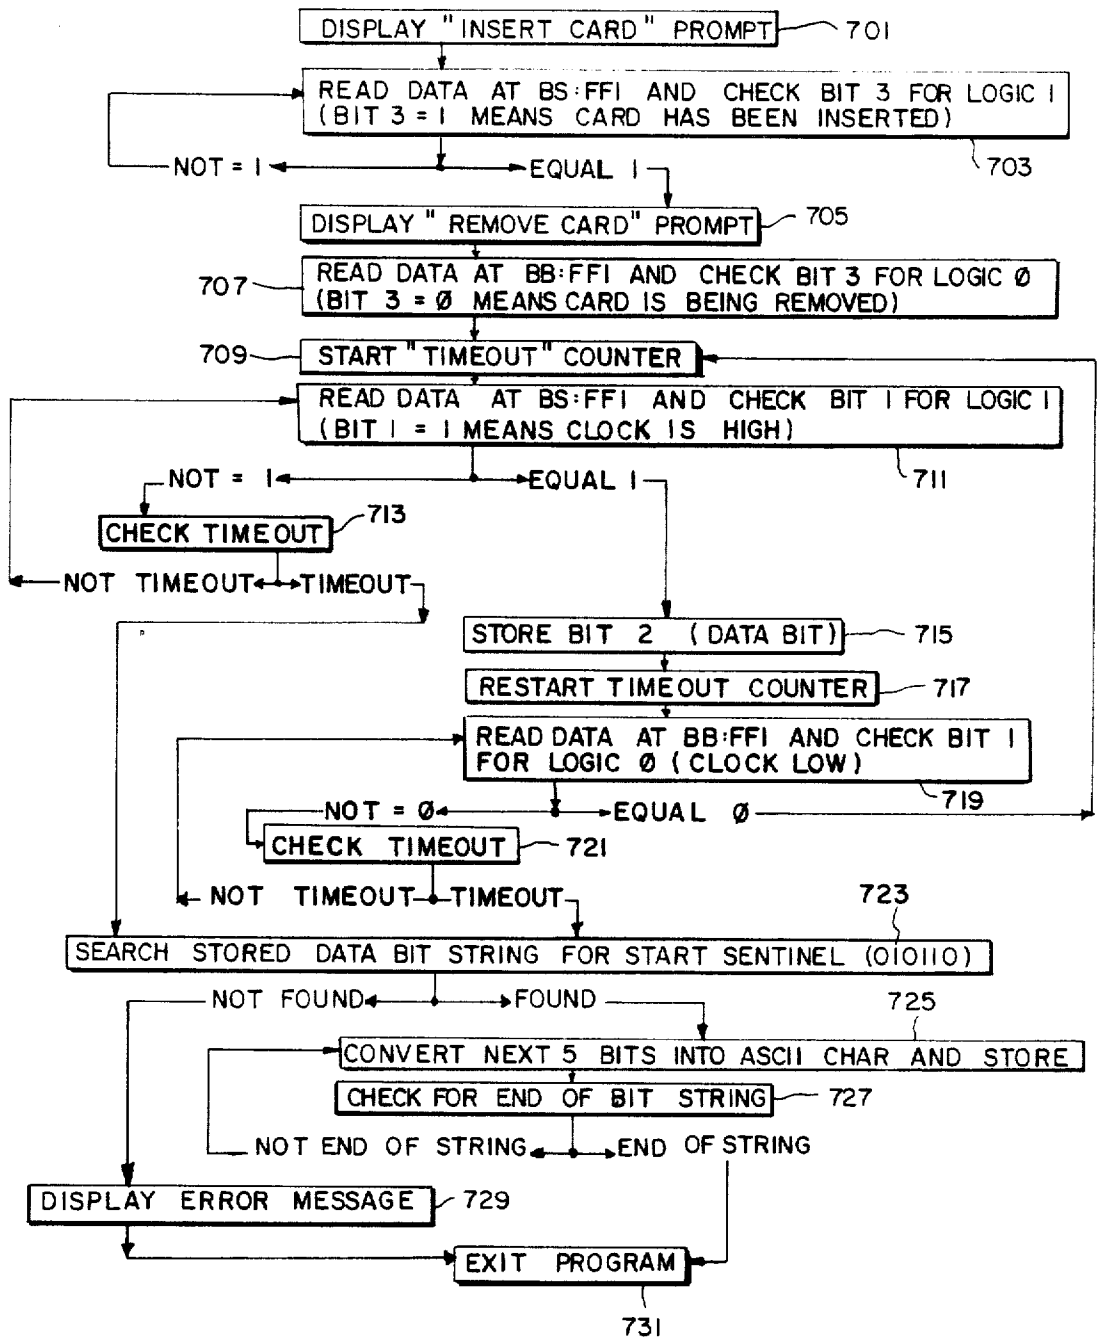 DISPLAY "INSERT CARD" PROMPT
701
READ DATA AT BS:FF1 AND CHECK BIT 3 FOR LOGIC 1
(BIT 3 = 1 MEANS CARD HAS BEEN INSERTED)
703
NOT = 1
EQUAL 1
DISPLAY "REMOVE CARD" PROMPT
705
707
READ DATA AT BB:FF1 AND CHECK BIT 3 FOR LOGIC Ø
(BIT 3 = Ø MEANS CARD IS BEING REMOVED)
709
START "TIMEOUT" COUNTER
READ DATA AT BS:FF1 AND CHECK BIT 1 FOR LOGIC 1
(BIT 1 = 1 MEANS CLOCK IS HIGH)
711
NOT = 1
EQUAL 1
713
CHECK TIMEOUT
NOT TIMEOUT
TIMEOUT
STORE BIT 2 (DATA BIT)
715
RESTART TIMEOUT COUNTER
717
READ DATA AT BB:FF1 AND CHECK BIT 1
FOR LOGIC Ø (CLOCK LOW)
719
NOT = Ø
EQUAL Ø
CHECK TIMEOUT
721
NOT TIMEOUT
TIMEOUT
723
SEARCH STORED DATA BIT STRING FOR START SENTINEL (010110)
NOT FOUND
FOUND
725
CONVERT NEXT 5 BITS INTO ASCII CHAR AND STORE
CHECK FOR END OF BIT STRING
727
NOT END OF STRING
END OF STRING
DISPLAY ERROR MESSAGE
729
EXIT PROGRAM
731